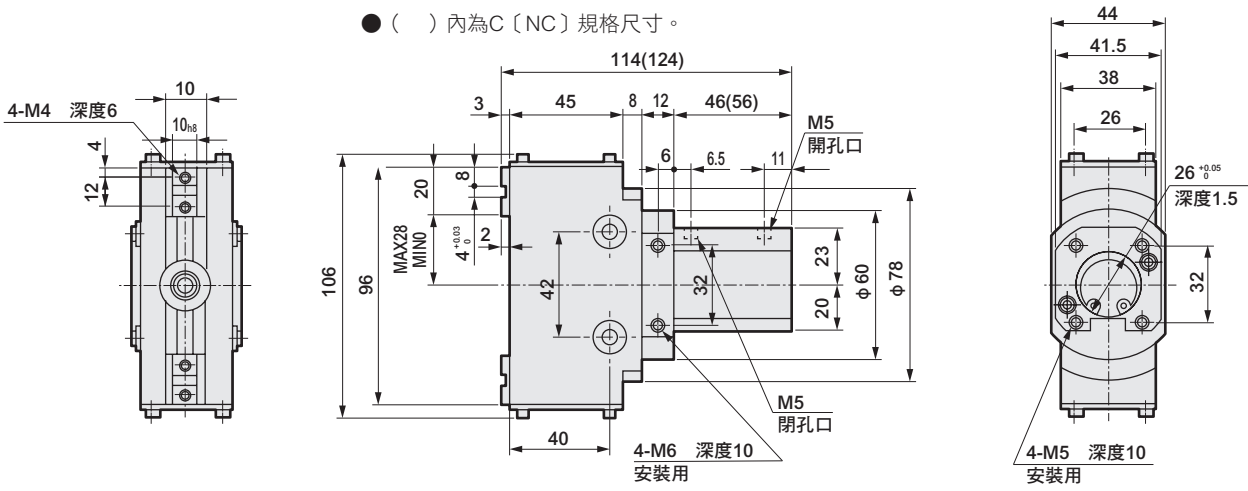 ●（　）內為C〔NC〕規格尺寸。
4-M4　深度6
10
10h8
4
12
114(124)
3
45
8
12
46(56)
M5
開孔口
6
6.5
11
20
8
4 +0.03 0
2
MAX28
MIN0
106
96
42
32
23
20
φ60
φ78
40
4-M6　深度10
安裝用
M5
閉孔口
44
41.5
38
26
26 +0.05 0
深度1.5
32
4-M5　深度10
安裝用